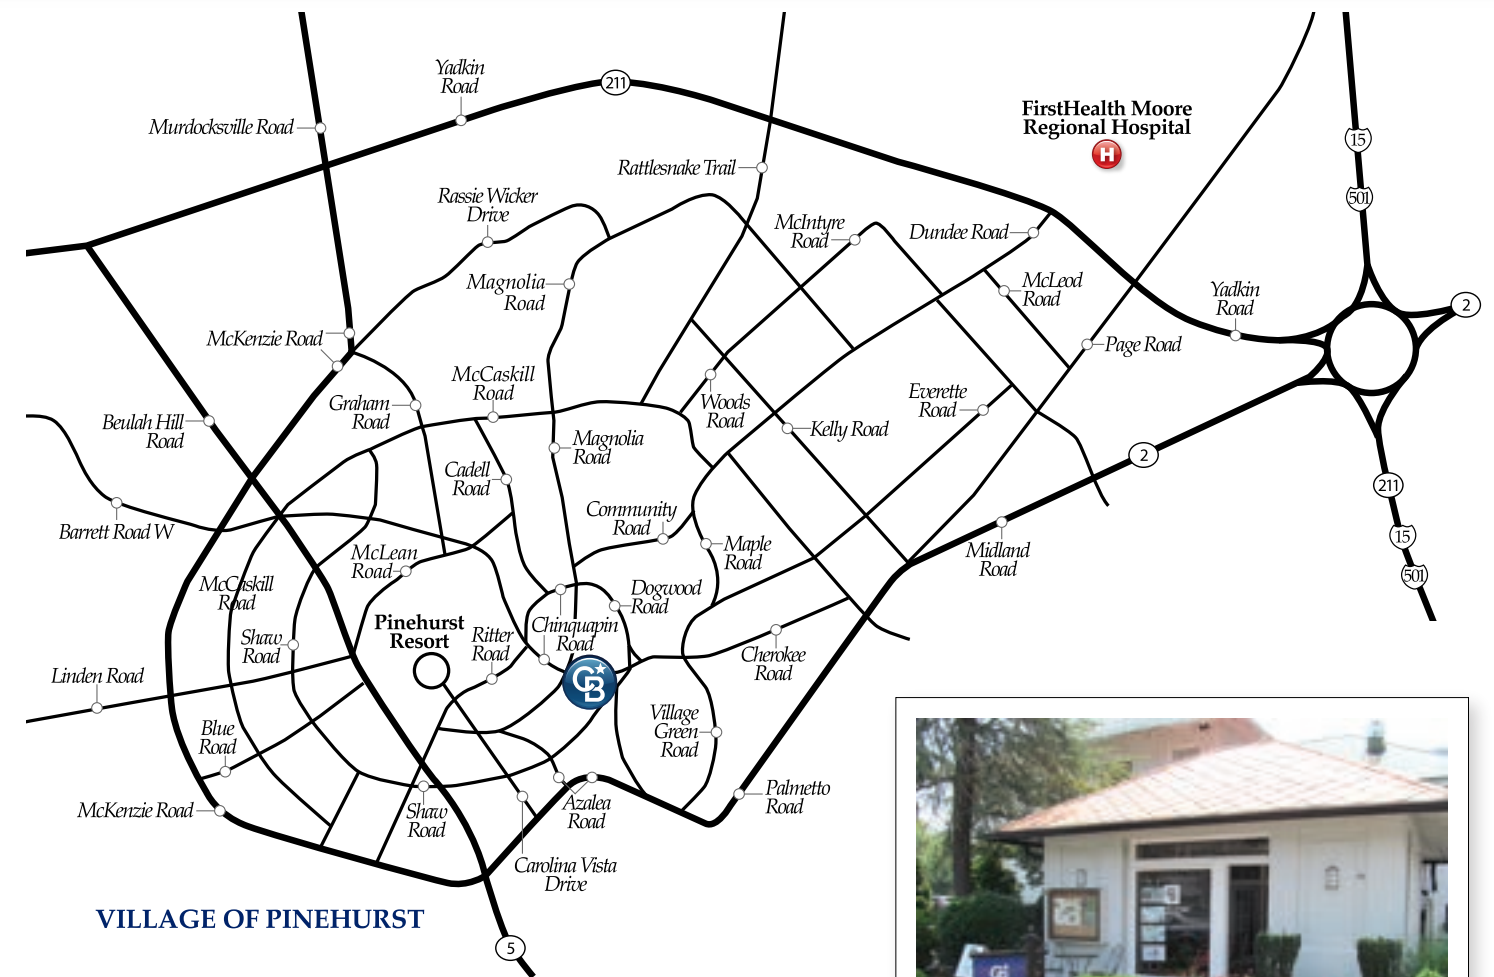 Yadkin
Road
211
FirstHealth Moore
Regional Hospital
H
Murdocksville Road
15
Rattlesnake Trail
501
Rassie Wicker
Drive
McIntyre
Road
Dundee Road
Magnolia
Road
McLeod
Road
Yadkin
Road
2
McKenzie Road
Page Road
McCaskill
Road
Graham
Road
Woods
Road
Everette
Road
Beulah Hill
Road
Kelly Road
Magnolia
Road
2
Cadell
Road
211
Barrett Road W
Community
Road
15
Maple
Road
Midland
Road
McLean
Road
501
McCaskill
Road
Dogwood
Road
Pinehurst
Resort
Ritter
Road
Chinquapin
Road
Shaw
Road
Cherokee
Road
Linden Road
CB
Village
Green
Road
Blue
Road
Palmetto
Road
McKenzie Road
Shaw
Road
Azalea
Road
Carolina Vista
Drive
VILLAGE OF PINEHURST
5